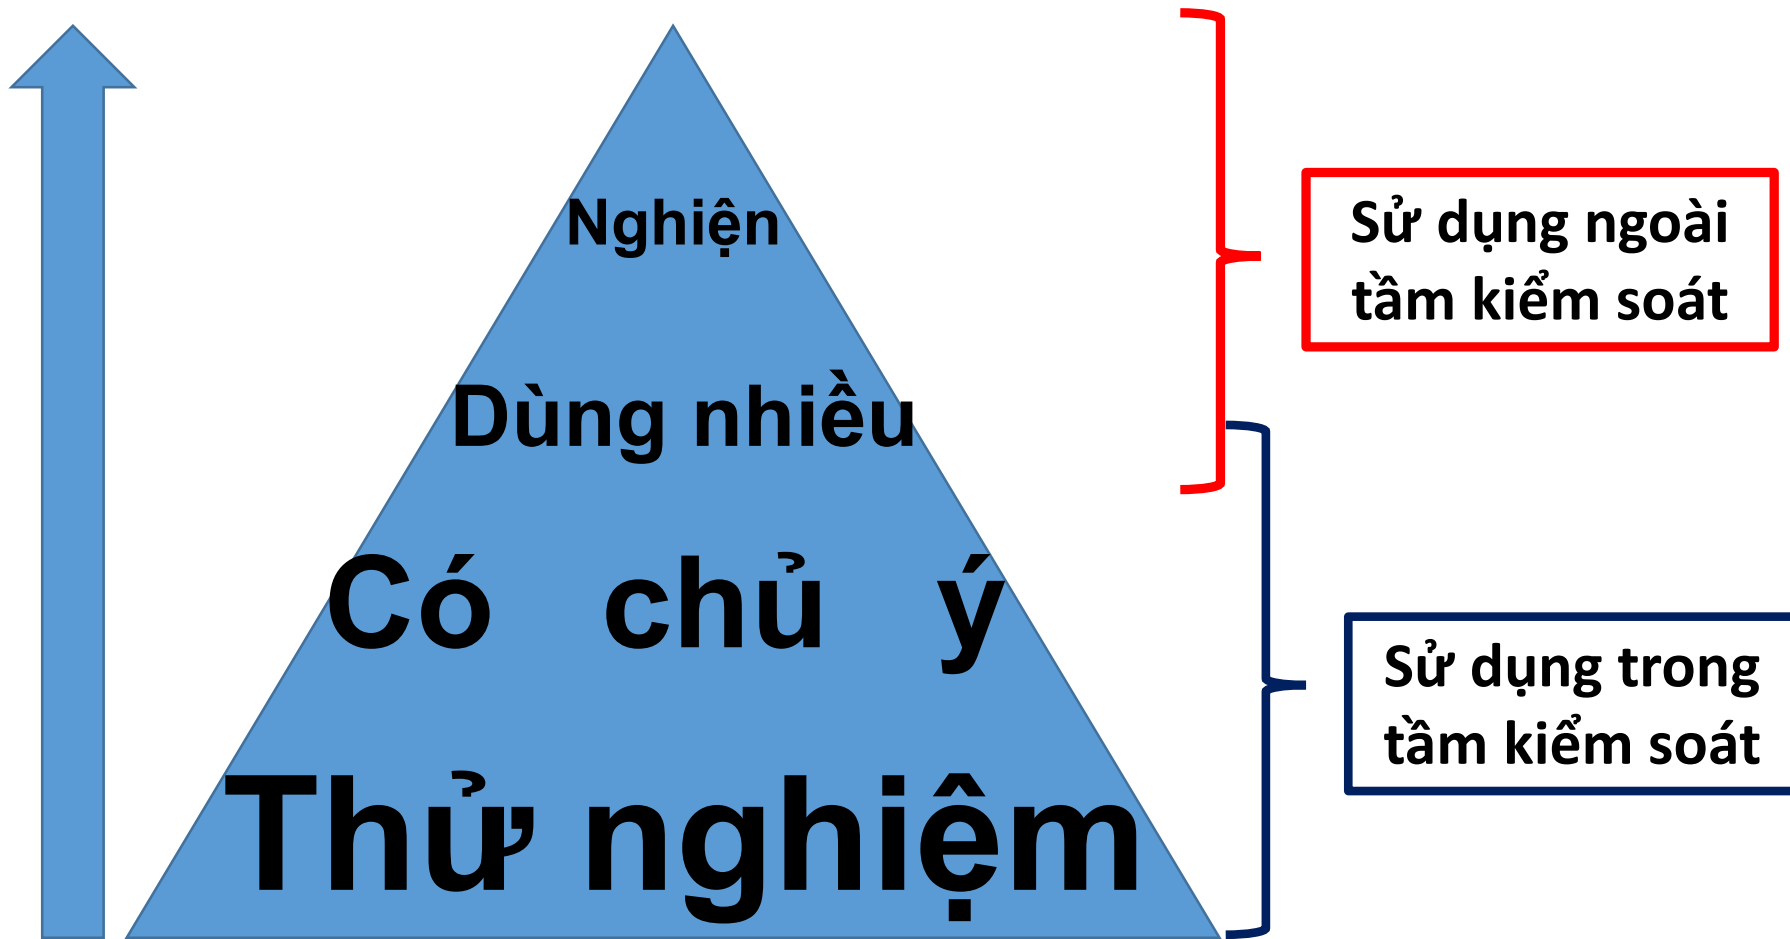 Nghiện
Sử dụng ngoài
tầm kiểm soát
Dùng nhiều
Có chủ ý
Sử dụng trong
tầm kiểm soát
Thử nghiệm